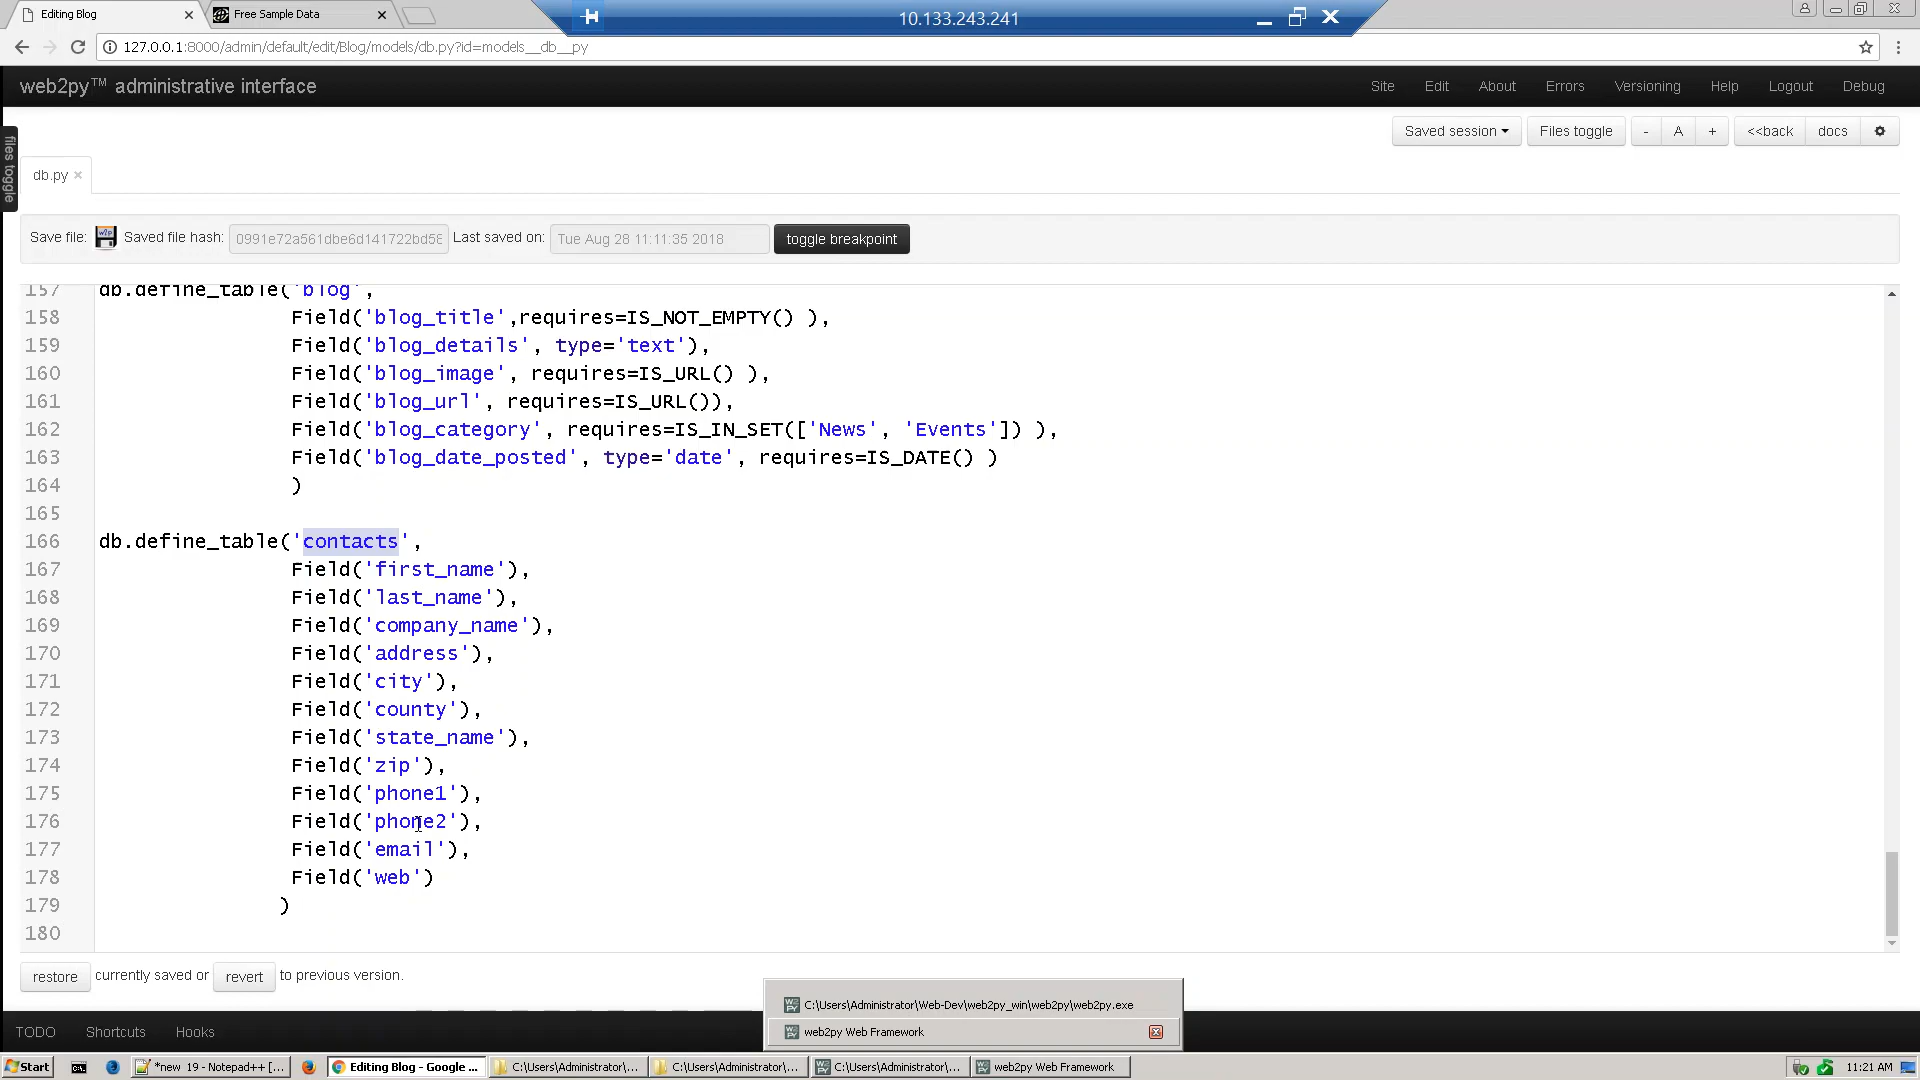 Editing Blog
Free Sample Data
10.133.243.241
127.0.0.1:8000/admin/default/edit/Blog/models/db.py?id=models__db__py
web2py™ administrative interface
Site Edit About Errors Versioning Help Logout Debug
files toggle
Saved session Files toggle - A + <<back docs
db.py
Save file: Saved file hash: 0991e72a561dbe6d141722bd58 Last saved on: Tue Aug 28 11:11:35 2018 toggle breakpoint
157 db.define_table('blog',
158 Field('blog_title',requires=IS_NOT_EMPTY() ),
159 Field('blog_details', type='text'),
160 Field('blog_image', requires=IS_URL() ),
161 Field('blog_url', requires=IS_URL()),
162 Field('blog_category', requires=IS_IN_SET(['News', 'Events']) ),
163 Field('blog_date_posted', type='date', requires=IS_DATE() )
164 )
165
166 db.define_table('contacts',
167 Field('first_name'),
168 Field('last_name'),
169 Field('company_name'),
170 Field('address'),
171 Field('city'),
172 Field('county'),
173 Field('state_name'),
174 Field('zip'),
175 Field('phone1'),
176 Field('phone2'),
177 Field('email'),
178 Field('web')
179 )
180
restore currently saved or revert to previous version.
C:\Users\Administrator\Web-Dev\web2py_win\web2py\web2py.exe
web2py Web Framework
TODO Shortcuts Hooks
Start *new 19 - Notepad++ [... Editing Blog - Google ... C:\Users\Administrator\... C:\Users\Administrator\... C:\Users\Administrator\... web2py Web Framework 11:21 AM